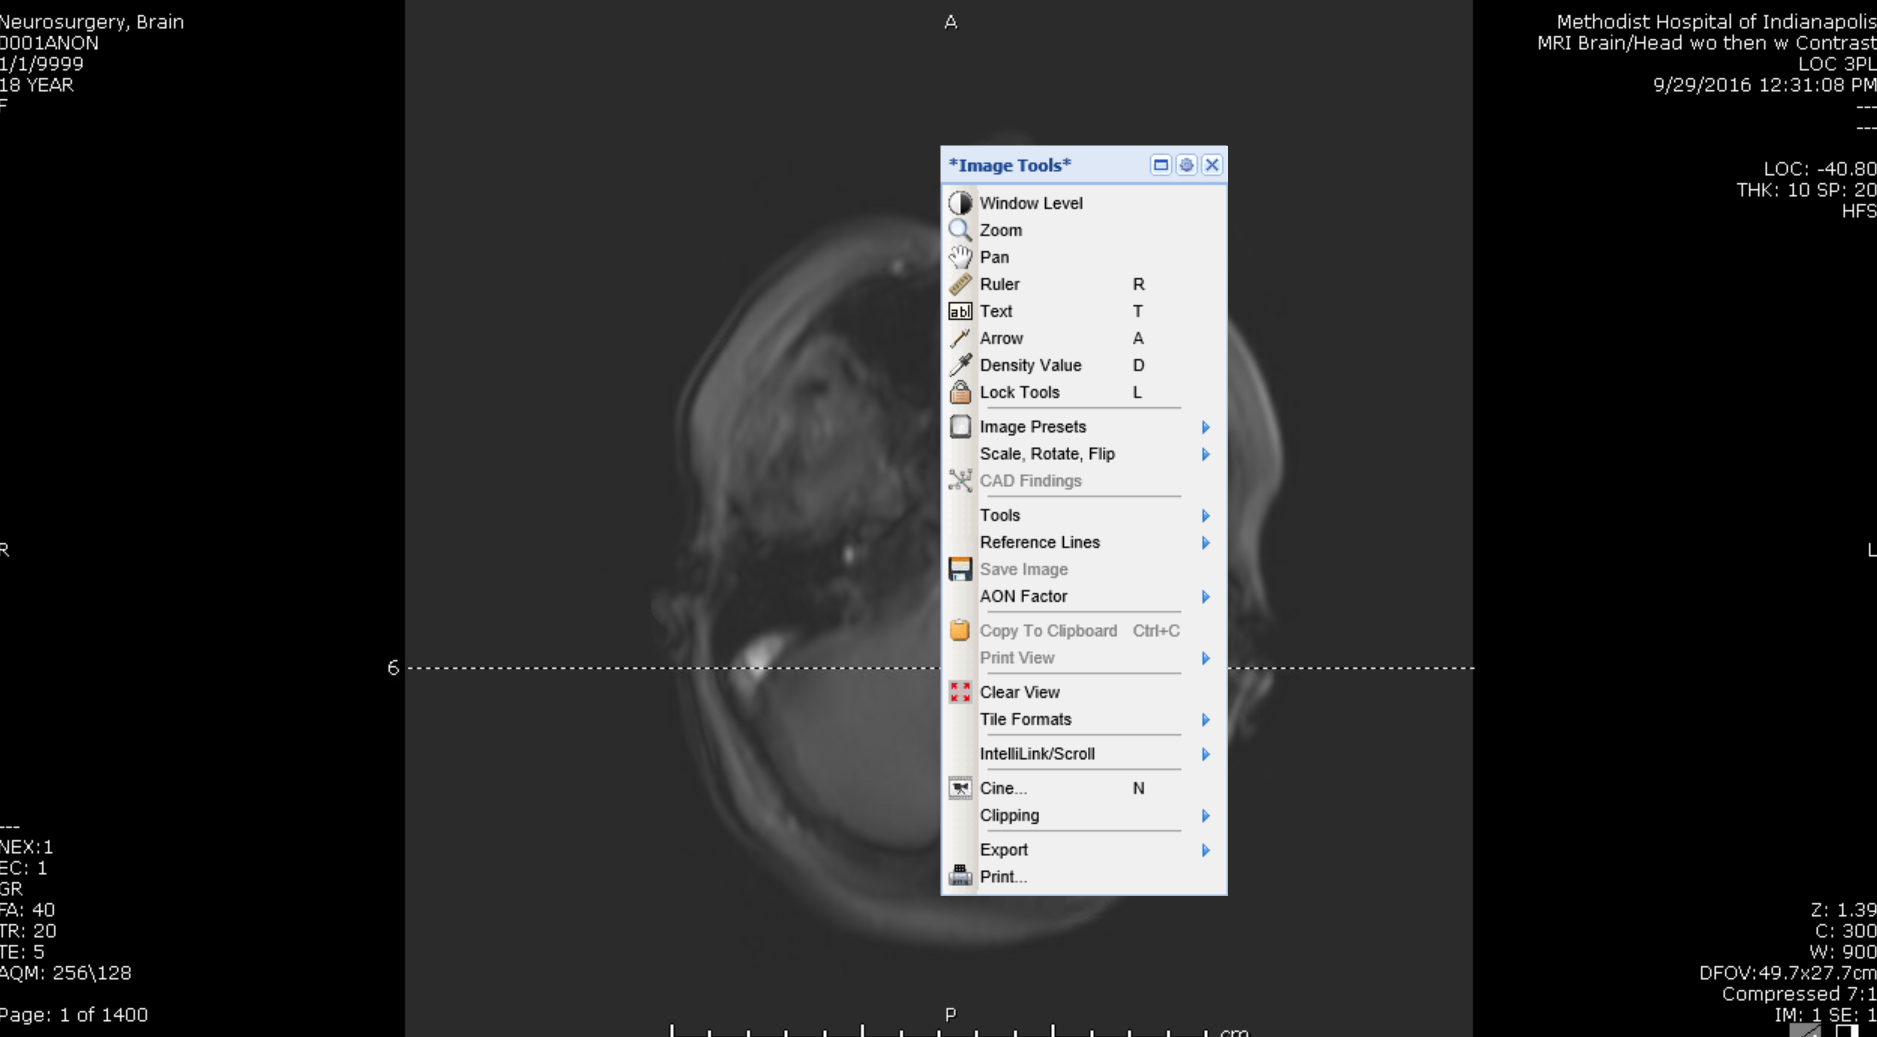 Neurosurgery, Brain
0001ANON
1/1/9999
18 YEAR
F
A
Methodist Hospital of Indianapolis
MRI Brain/Head wo then w Contrast
LOC 3PL
9/29/2016 12:31:08 PM
---
---
LOC: -40.80
THK: 10 SP: 20
HFS
*Image Tools*
Window Level
Zoom
Pan
Ruler R
abl Text T
Arrow A
Density Value D
Lock Tools L
Image Presets
Scale, Rotate, Flip
CAD Findings
Tools
Reference Lines
Save Image
AON Factor
Copy To Clipboard Ctrl+C
Print View
Clear View
Tile Formats
IntelliLink/Scroll
Cine... N
Clipping
Export
Print...
R
L
6
---
NEX:1
EC: 1
GR
FA: 40
TR: 20
TE: 5
AQM: 256\128
Page: 1 of 1400
P
cm
Z: 1.39
C: 300
W: 900
DFOV:49.7x27.7cm
Compressed 7:1
IM: 1 SE: 1